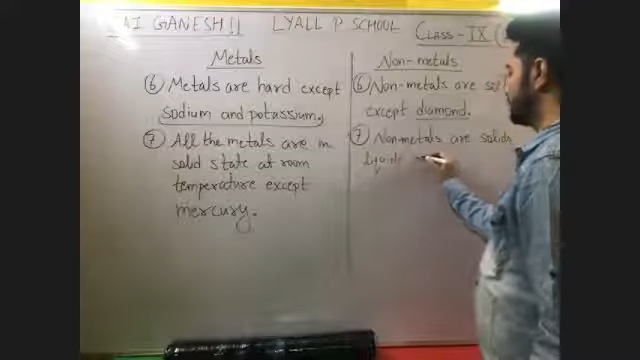 JAI GANESH !!
LYALL P SCHOOL
CLASS - IX (
Metals
⑥ Metals are hard except
sodium and potassium.
⑦ All the metals are in
solid state at room
temperature except
mercury.
Non-metals
⑥ Non-metals are
except diamond.
⑦ Non-metals are solids